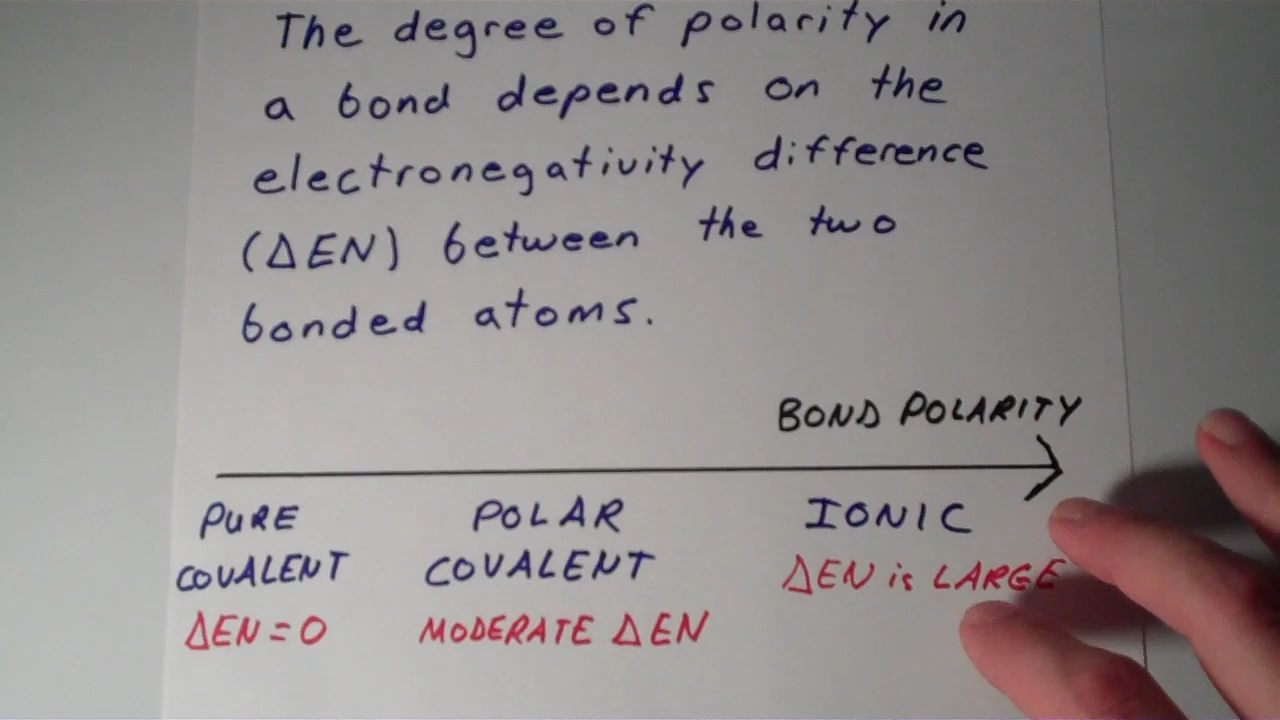 The degree of polarity in
a bond depends on the
electronegativity difference
(ΔEN) between the two
bonded atoms.
BOND POLARITY
PURE COVALENT
ΔEN = 0
POLAR COVALENT
MODERATE ΔEN
IONIC
ΔEN is LARGE